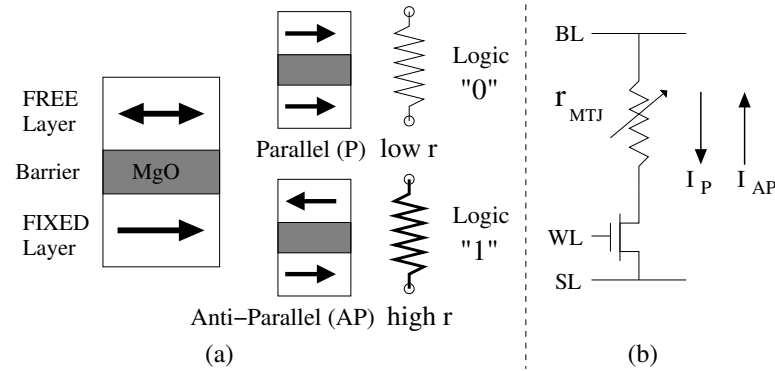 FREE
Layer
Barrier
MgO
FIXED
Layer
Logic
"0"
Parallel (P) low r
Logic
"1"
Anti−Parallel (AP) high r
(a)
BL
r MTJ
I P
I AP
WL
SL
(b)